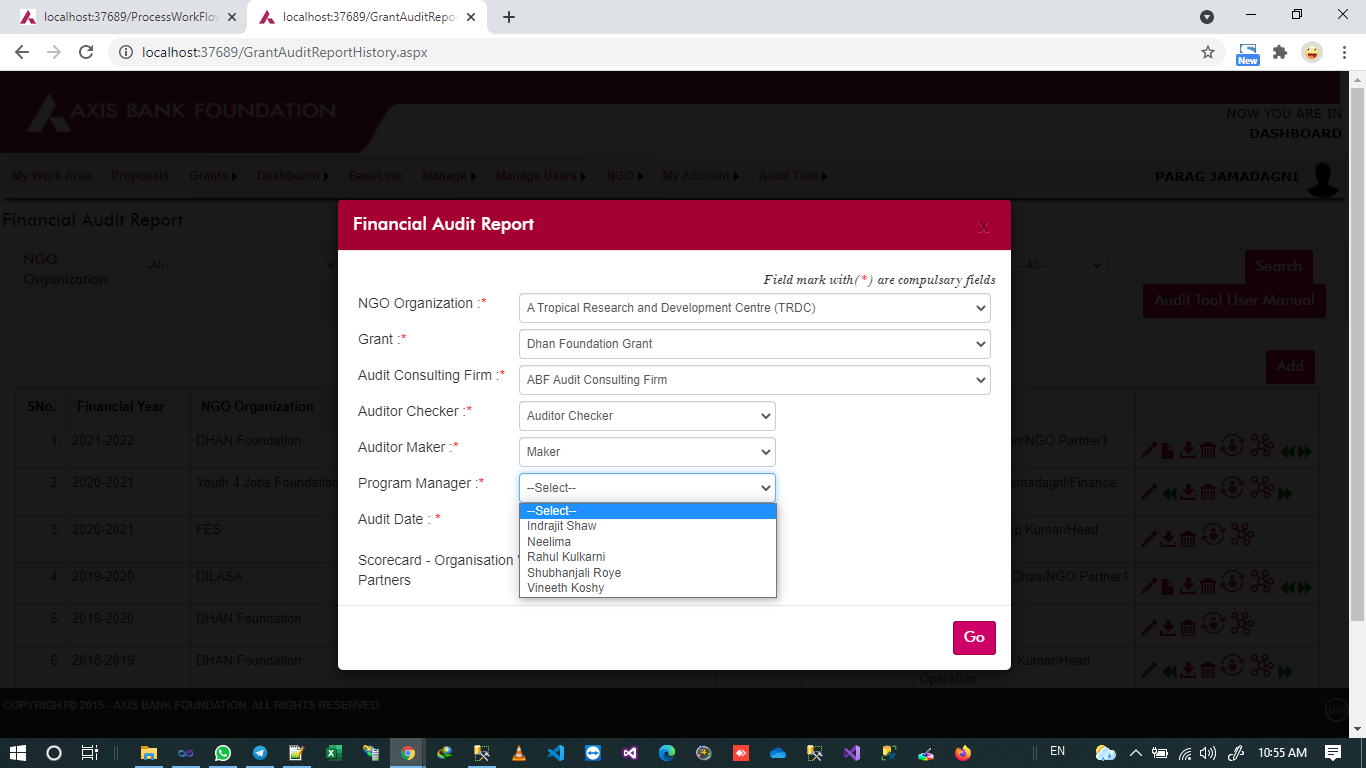 localhost:37689/ProcessWorkFlo
localhost:37689/GrantAuditRepor
localhost:37689/GrantAuditReportHistory.aspx
New
AXIS BANK FOUNDATION
NOW YOU ARE IN
DASHBOARD
My Work Area Proposals Grants Dashboard BaseLine Manage Manage Users NGO My Account Audit Tool
PARAG JAMADAGNI
Financial Audit Report
NGO
Organization :
--All--
--All--
Search
Audit Tool User Manual
Add
Financial Audit Report
x
Field mark with(*) are compulsary fields
NGO Organization :* A Tropical Research and Development Centre (TRDC)
Grant :* Dhan Foundation Grant
Audit Consulting Firm :* ABF Audit Consulting Firm
Auditor Checker :* Auditor Checker
Auditor Maker :* Maker
Program Manager :* --Select--
--Select--
Indrajit Shaw
Neelima
Rahul Kulkarni
Shubhanjali Roye
Vineeth Koshy
Audit Date : *
Scorecard - Organisation
Partners
Go
SNo. Financial Year NGO Organization
1. 2021-2022 DHAN Foundation an/NGO Partner1
2. 2020-2021 Youth 4 Jobs Foundation amadagni/Finance
3. 2020-2021 FES p Kumar/Head
4. 2019-2020 DILASA Dhas/NGO Partner1
5. 2019-2020 DHAN Foundation
6. 2018-2019 DHAN Foundation Kumar/Head
Operation
COPYRIGHT© 2015 - AXIS BANK FOUNDATION. ALL RIGHTS RESERVED.
EN
10:55 AM